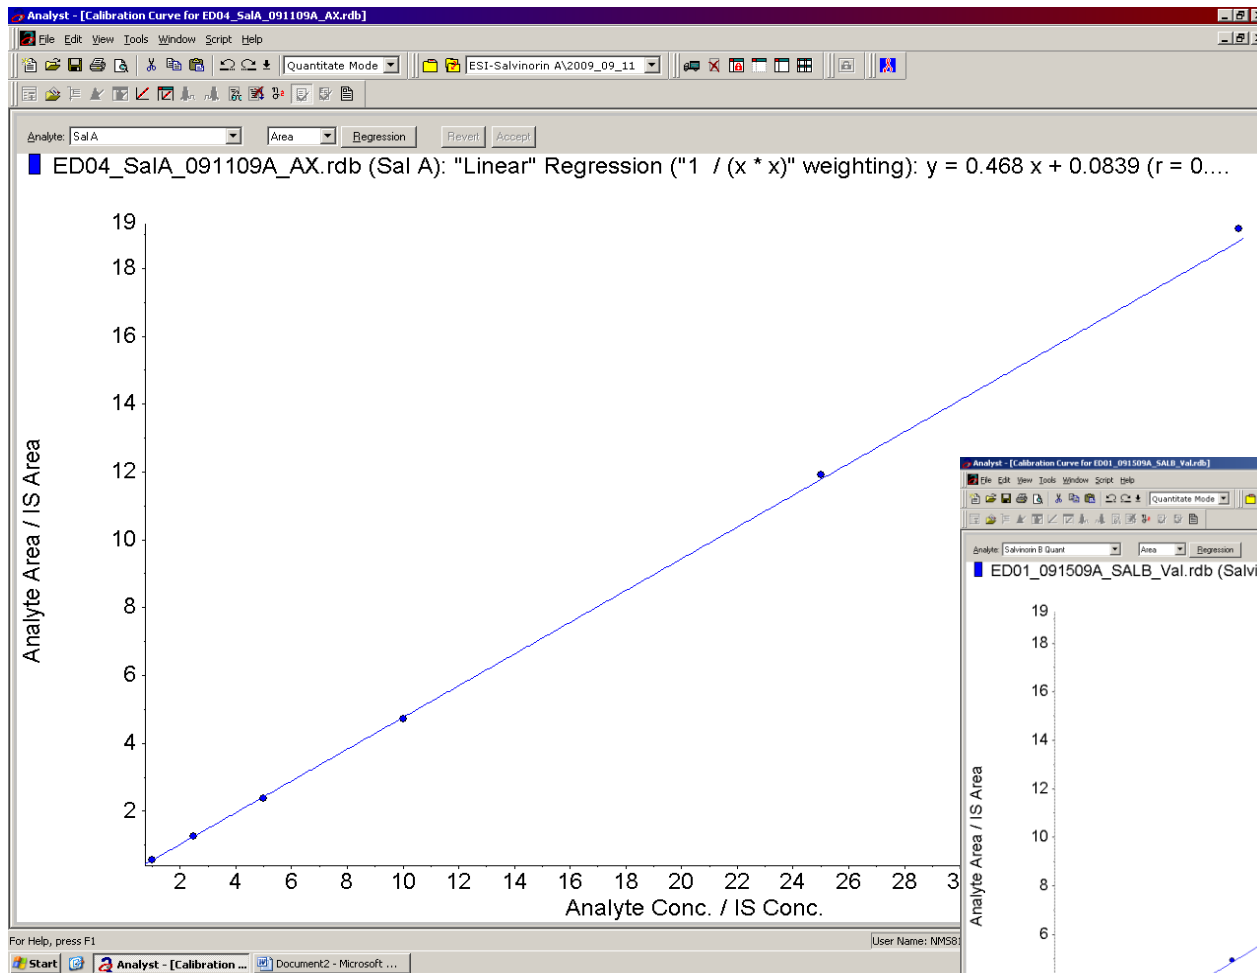 Analyst - [Calibration Curve for ED04_SalA_091109A_AX.rdb]
File Edit View Tools Window Script Help
Quantitate Mode ESI-Salvinorin A\2009_09_11
Analyte: Sal A Area Regression Revert Accept
ED04_SalA_091109A_AX.rdb (Sal A): "Linear" Regression ("1 / (x * x)" weighting): y = 0.468 x + 0.0839 (r = 0....
19
18
16
14
12
10
8
6
4
2
Analyte Area / IS Area
2 4 6 8 10 12 14 16 18 20 22 24 26 28 3
Analyte Conc. / IS Conc.
For Help, press F1
User Name: NMS81
Start Analyst - [Calibration ... Document2 - Microsoft ...
Analyst - [Calibration Curve for ED01_091509A_SALB_Val.rdb]
File Edit View Tools Window Script Help
Quantitate Mode
Analyte: Salvinorin B Quant Area Regression
ED01_091509A_SALB_Val.rdb (Salvi
19
18
16
14
12
10
8
6
Analyte Area / IS Area